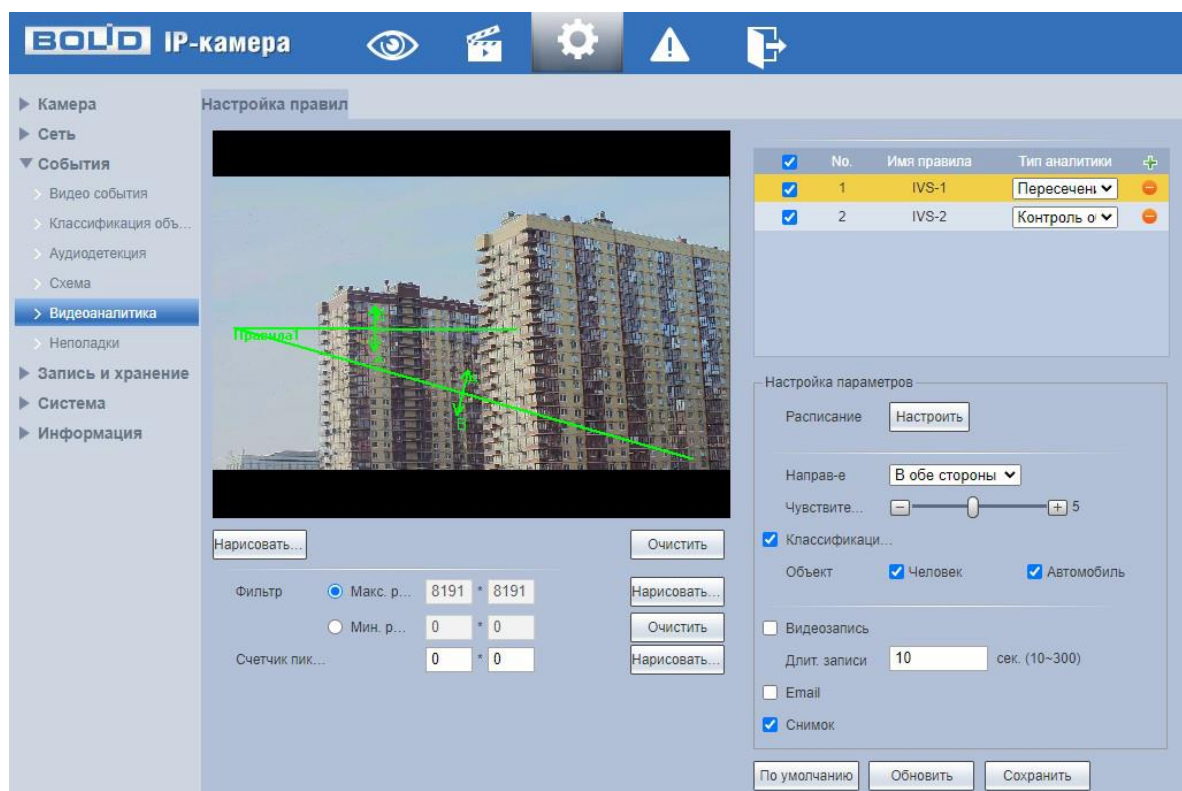 BOLID IP-камера
Камера
Сеть
События
Видео события
Классификация объ...
Аудиодетекция
Схема
Видеоаналитика
Неполадки
Запись и хранение
Система
Информация
Настройка правил
Правила1
No. Имя правила Тип аналитики
1 IVS-1 Пересечени
2 IVS-2 Контроль о
Нарисовать... Очистить
Фильтр Макс. р... 8191 * 8191 Нарисовать...
Мин. р... 0 * 0 Очистить
Счетчик пик... 0 * 0 Нарисовать...
Настройка параметров
Расписание Настроить
Направ-е В обе стороны
Чувствите... 5
Классификаци...
Объект Человек Автомобиль
Видеозапись
Длит. записи 10 сек. (10~300)
Email
Снимок
По умолчанию Обновить Сохранить